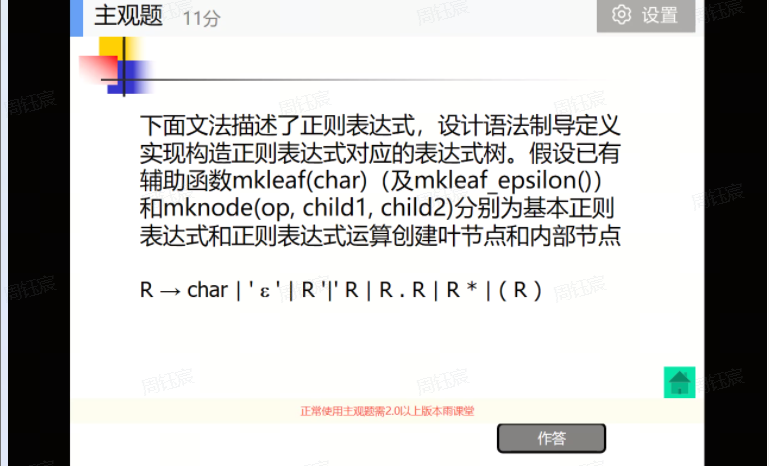 主观题 11分
设置
下面文法描述了正则表达式，设计语法制导定义
实现构造正则表达式对应的表达式树。假设已有
辅助函数mkleaf(char)（及mkleaf_epsilon()）
和mknode(op, child1, child2)分别为基本正则
表达式和正则表达式运算创建叶节点和内部节点
R → char | ' ε ' | R '|' R | R . R | R * | ( R )
正常使用主观题需2.0以上版本雨课堂
作答
周钰宸